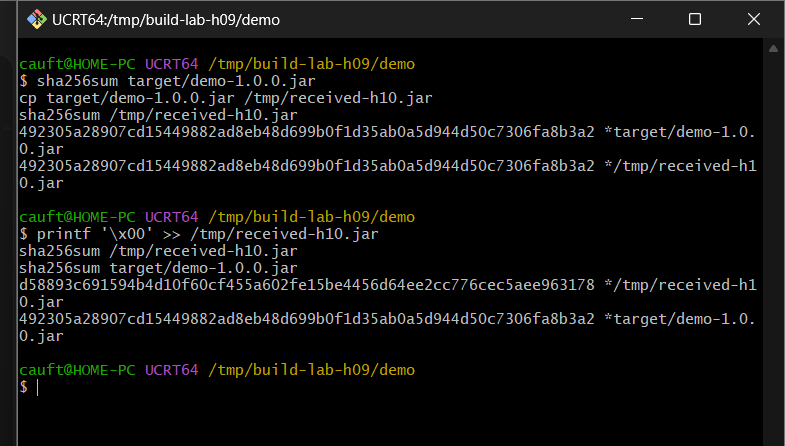 UCRT64:/tmp/build-lab-h09/demo
cauft@HOME-PC UCRT64 /tmp/build-lab-h09/demo
$ sha256sum target/demo-1.0.0.jar
cp target/demo-1.0.0.jar /tmp/received-h10.jar
sha256sum /tmp/received-h10.jar
492305a28907cd15449882ad8eb48d699b0f1d35ab0a5d944d50c7306fa8b3a2 *target/demo-1.0.
0.jar
492305a28907cd15449882ad8eb48d699b0f1d35ab0a5d944d50c7306fa8b3a2 */tmp/received-h1
0.jar
cauft@HOME-PC UCRT64 /tmp/build-lab-h09/demo
$ printf '\x00' >> /tmp/received-h10.jar
sha256sum /tmp/received-h10.jar
sha256sum target/demo-1.0.0.jar
d58893c691594b4d10f60cf455a602fe15be4456d64ee2cc776cec5aee963178 */tmp/received-h1
0.jar
492305a28907cd15449882ad8eb48d699b0f1d35ab0a5d944d50c7306fa8b3a2 *target/demo-1.0.
0.jar
cauft@HOME-PC UCRT64 /tmp/build-lab-h09/demo
$